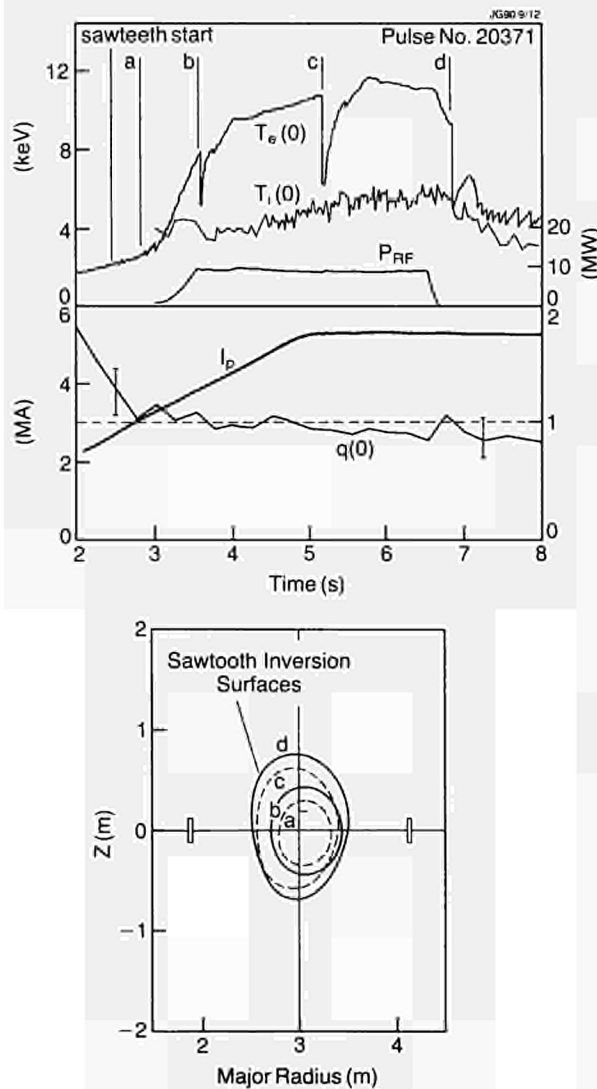 JG90 9/12
sawteeth start
Pulse No. 20371
a b c d
12
8
4
0
(keV)
Te(0)
Ti(0)
PRF
20
10
0
(MW)
6
4
2
0
(MA)
Ip
q(0)
2
1
0
2 3 4 5 6 7 8
Time (s)
2
1
0
−1
−2
Z (m)
Sawtooth Inversion
Surfaces
d
c
b
a
2 3 4
Major Radius (m)